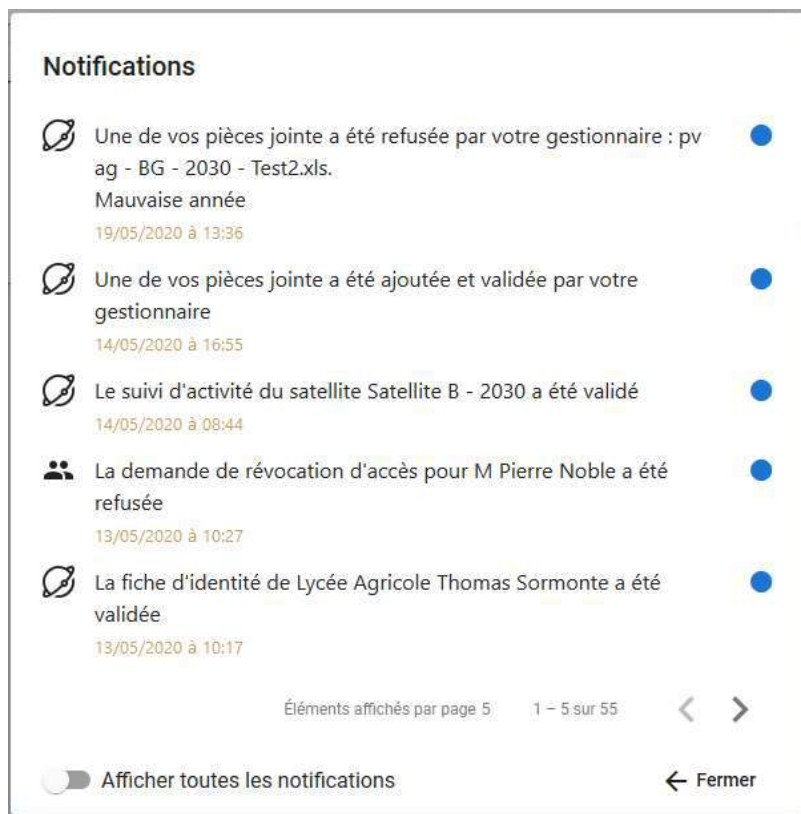 Notifications
Une de vos pièces jointe a été refusée par votre gestionnaire : pv
ag - BG - 2030 - Test2.xls.
Mauvaise année
19/05/2020 à 13:36
Une de vos pièces jointe a été ajoutée et validée par votre
gestionnaire
14/05/2020 à 16:55
Le suivi d'activité du satellite Satellite B - 2030 a été validé
14/05/2020 à 08:44
La demande de révocation d'accès pour M Pierre Noble a été
refusée
13/05/2020 à 10:27
La fiche d'identité de Lycée Agricole Thomas Sormonte a été
validée
13/05/2020 à 10:17
Éléments affichés par page 5 1 – 5 sur 55
Afficher toutes les notifications Fermer